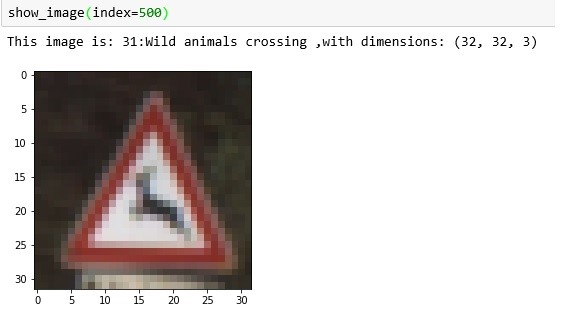 show_image(index=500)
This image is: 31:Wild animals crossing ,with dimensions: (32, 32, 3)
0
5
10
15
20
25
30
0 5 10 15 20 25 30